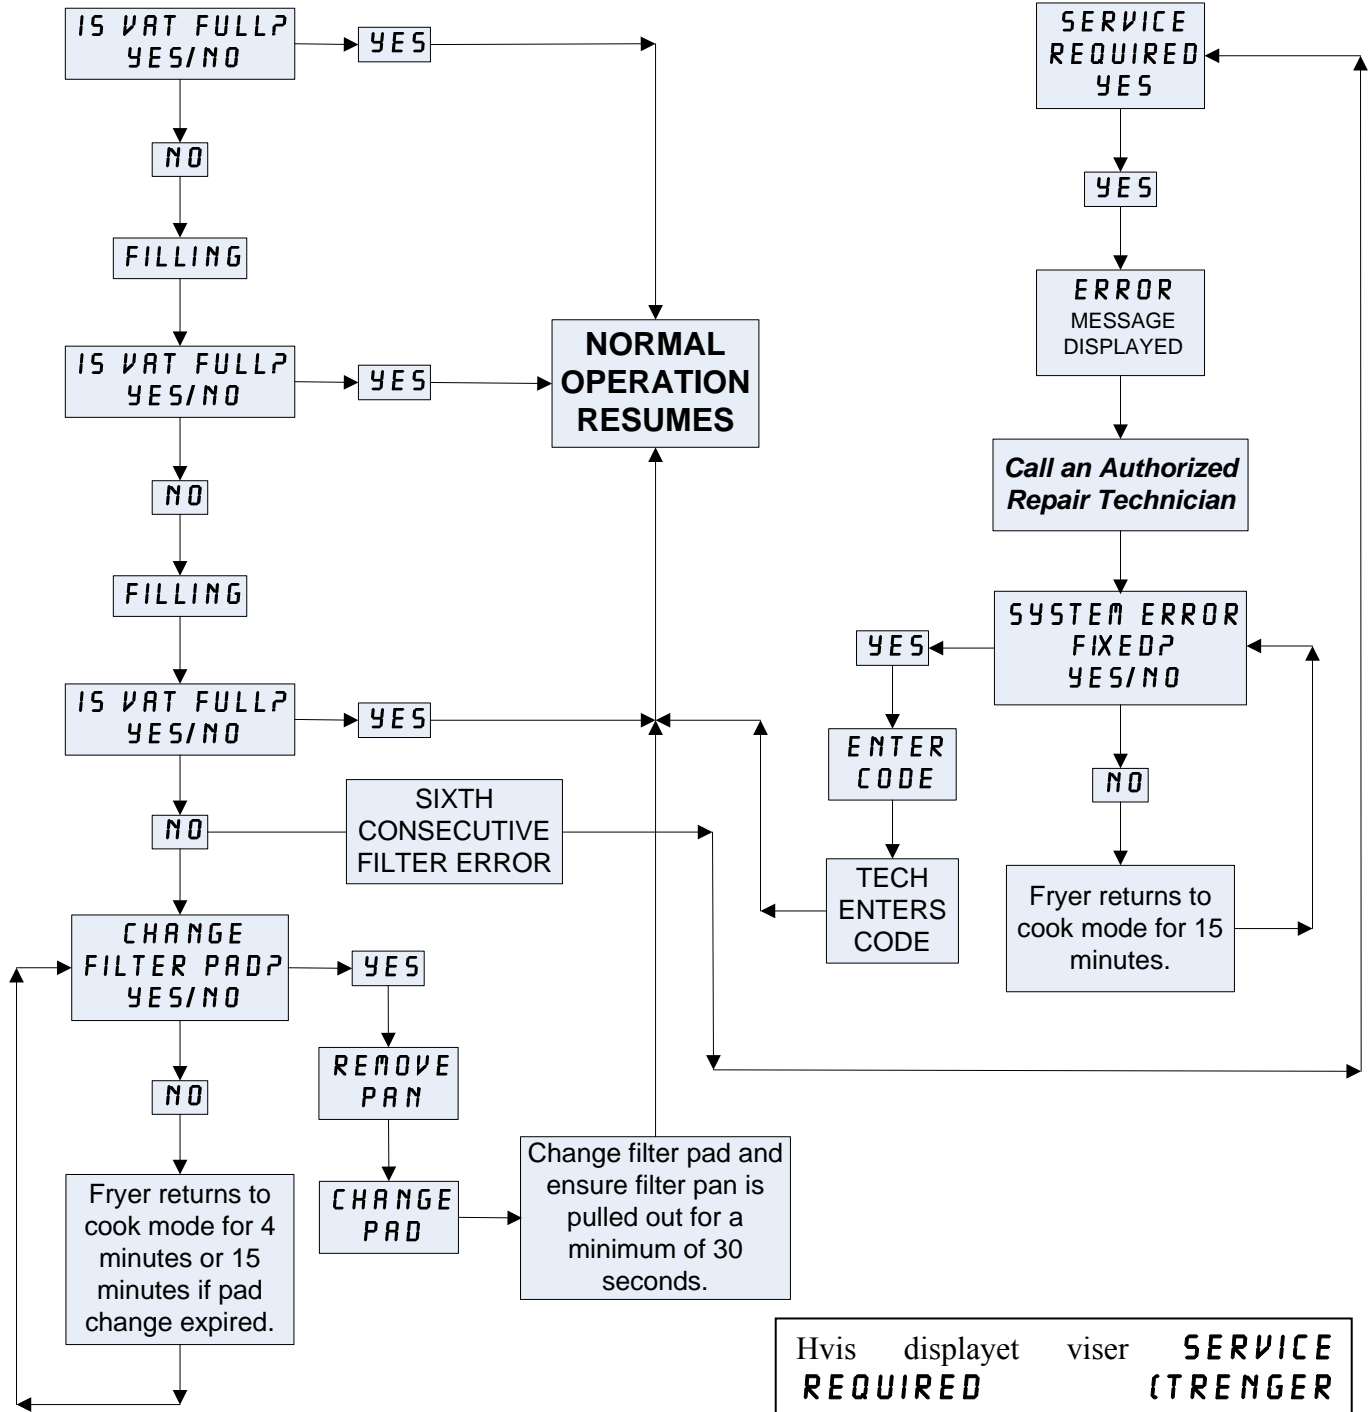 IS VAT FULL?
YES/NO
YES
NO
FILLING
IS VAT FULL?
YES/NO
YES
NO
FILLING
IS VAT FULL?
YES/NO
YES
NO
SIXTH
CONSECUTIVE
FILTER ERROR
CHANGE
FILTER PAD?
YES/NO
YES
REMOVE
PAN
CHANGE
PAD
Change filter pad and
ensure filter pan is
pulled out for a
minimum of 30
seconds.
NO
Fryer returns to
cook mode for 4
minutes or 15
minutes if pad
change expired.
NORMAL
OPERATION
RESUMES
SERVICE
REQUIRED
YES
YES
ERROR
MESSAGE
DISPLAYED
Call an Authorized
Repair Technician
SYSTEM ERROR
FIXED?
YES/NO
YES
ENTER
CODE
TECH
ENTERS
CODE
NO
Fryer returns to
cook mode for 15
minutes.
Hvis displayet viser SERVICE
REQUIRED (TRENGER